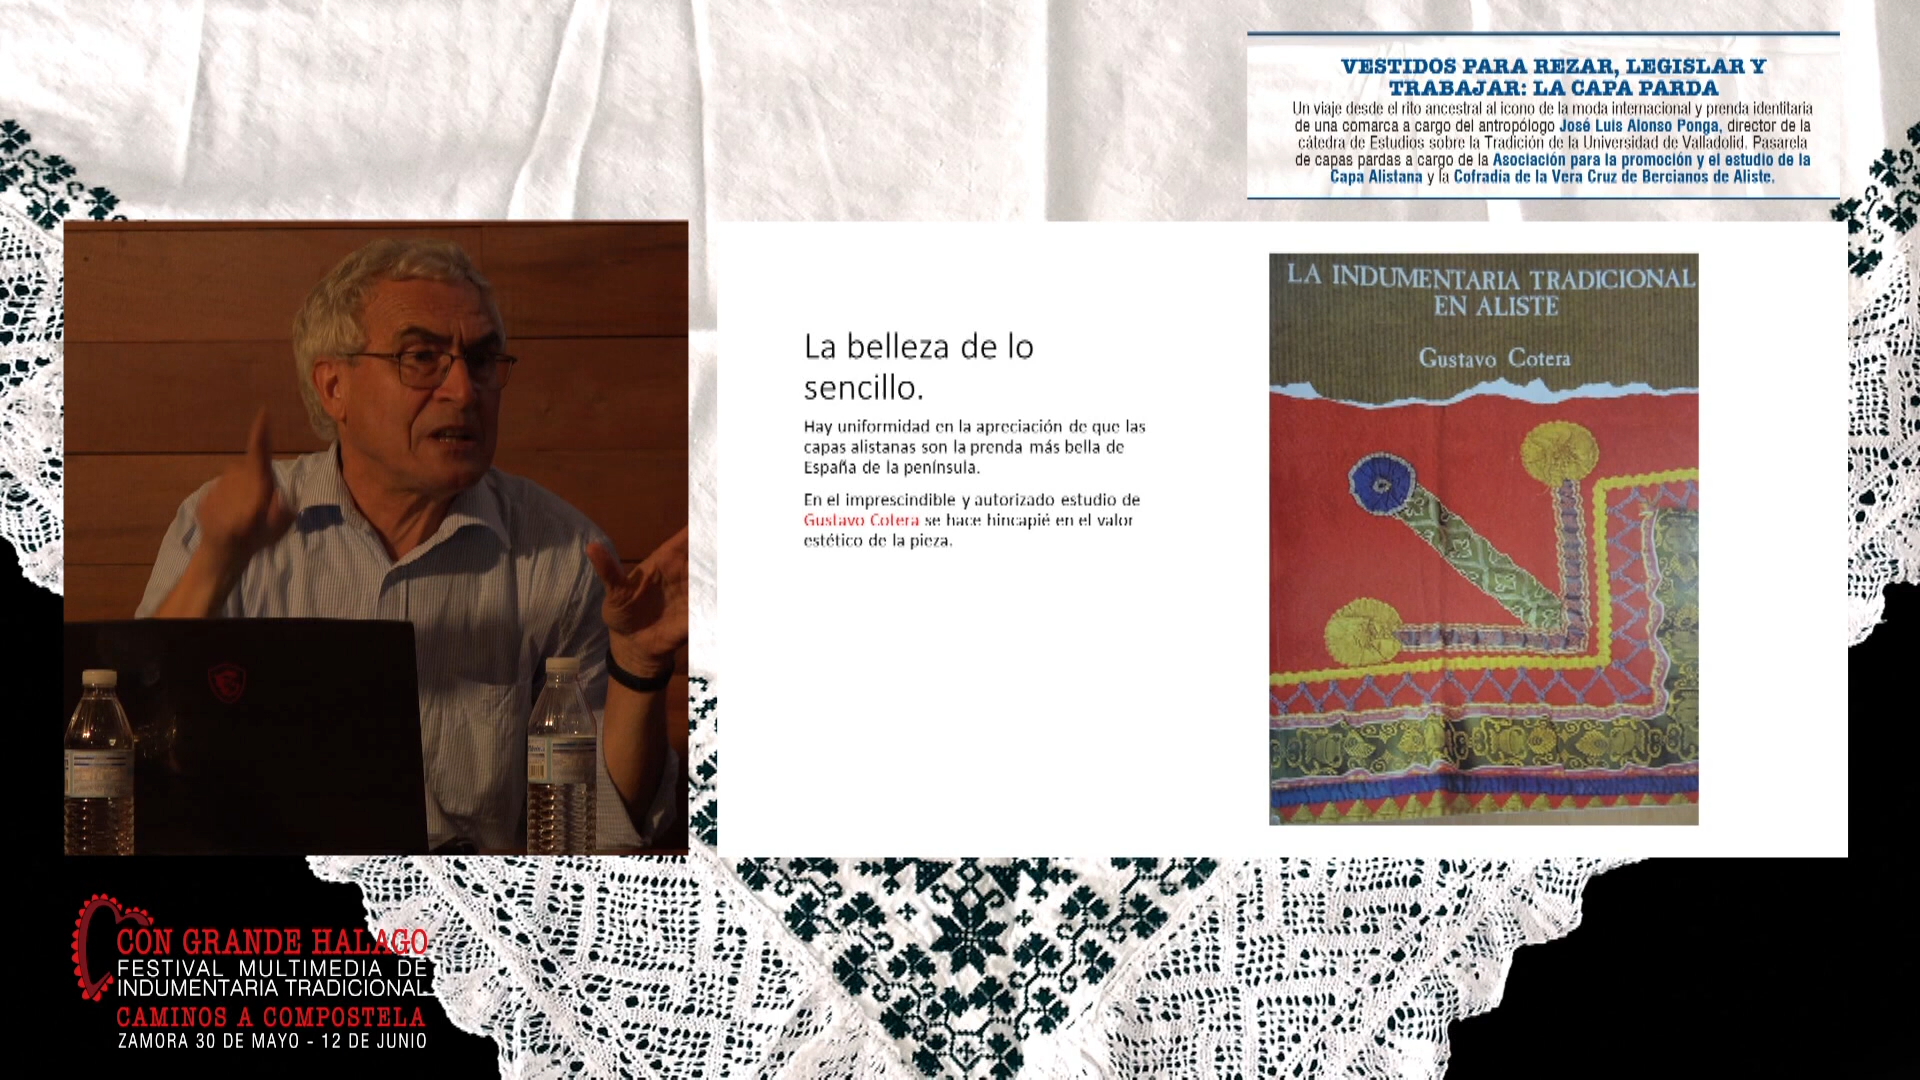 VESTIDOS PARA REZAR, LEGISLAR Y
TRABAJAR: LA CAPA PARDA
Un viaje desde el rito ancestral al icono de la moda internacional y prenda identitaria
de una comarca a cargo del antropólogo José Luis Alonso Ponga, director de la
cátedra de Estudios sobre la Tradición de la Universidad de Valladolid. Pasarela
de capas pardas a cargo de la Asociación para la promoción y el estudio de la
Capa Alistana y la Cofradía de la Vera Cruz de Bercianos de Aliste.
La belleza de lo
sencillo.
Hay uniformidad en la apreciación de que las
capas alistanas son la prenda más bella de
España de la península.
En el imprescindible y autorizado estudio de
Gustavo Cotera se hace hincapié en el valor
estético de la pieza.
LA INDUMENTARIA TRADICIONAL
EN ALISTE
Gustavo Cotera
CON GRANDE HALAGO
FESTIVAL MULTIMEDIA DE
INDUMENTARIA TRADICIONAL
CAMINOS A COMPOSTELA
ZAMORA 30 DE MAYO - 12 DE JUNIO